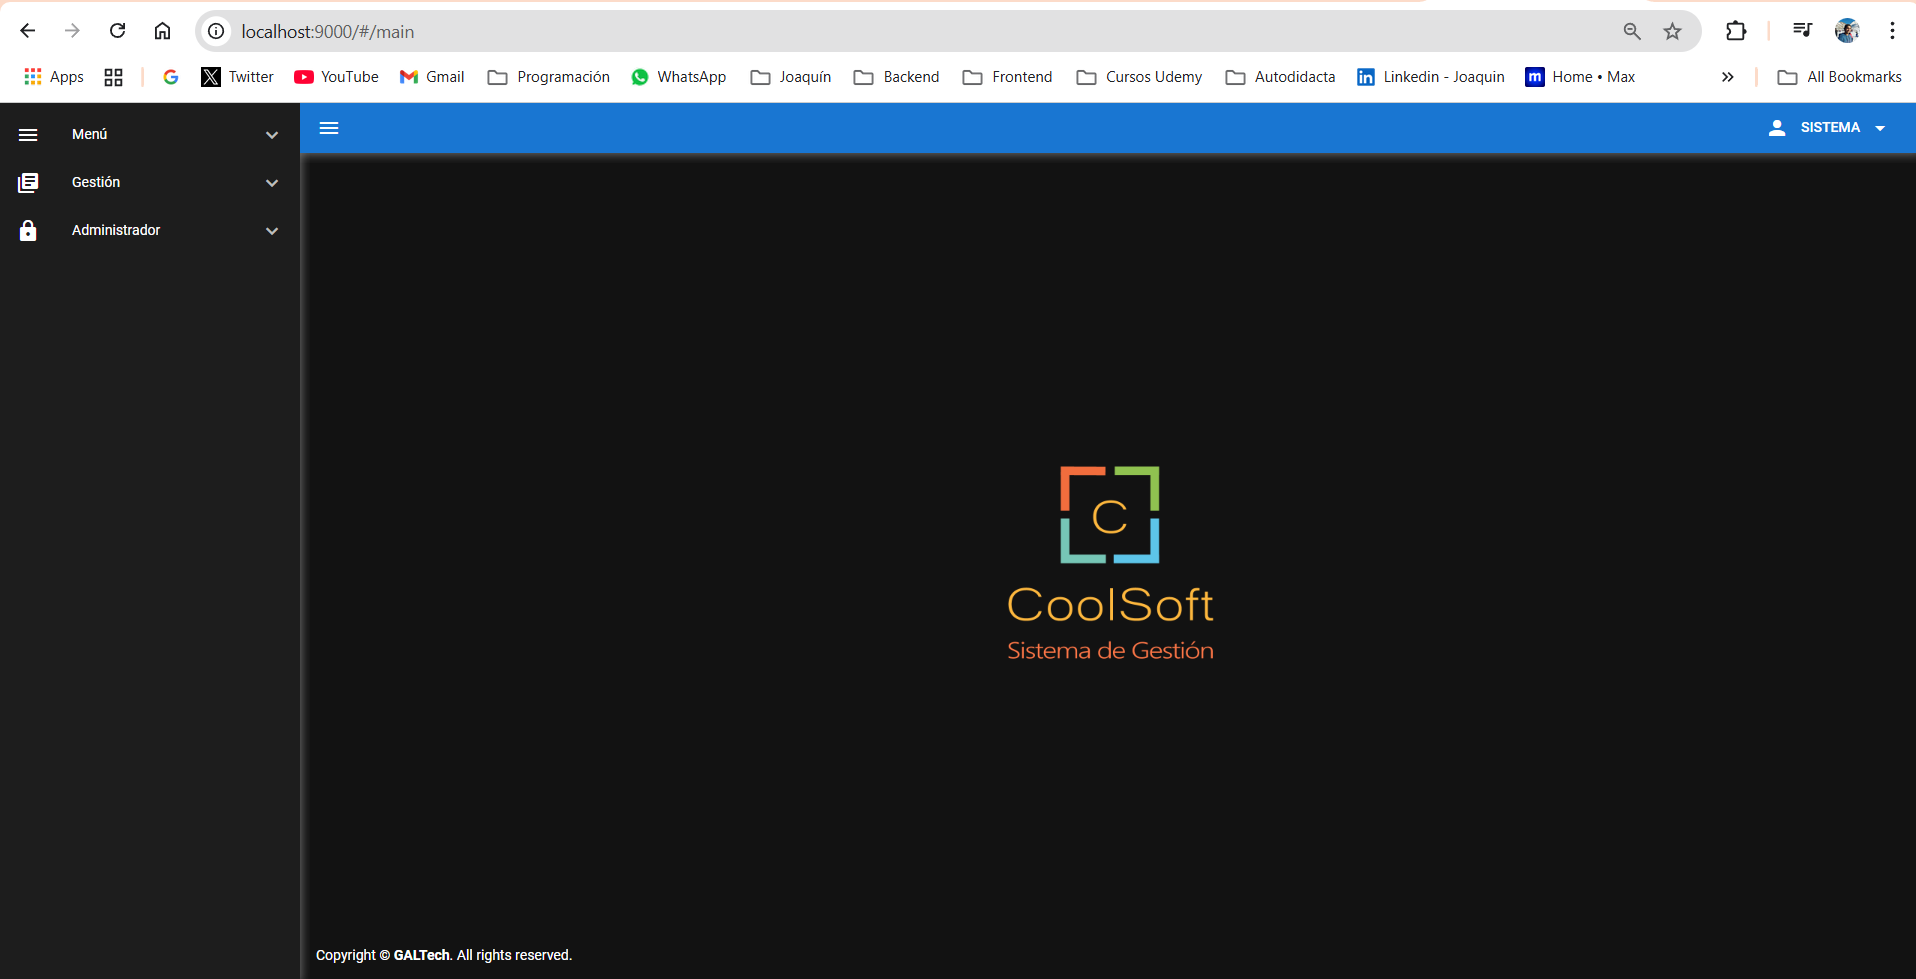 localhost:9000/#/main
Apps Twitter YouTube Gmail Programación WhatsApp Joaquín Backend Frontend Cursos Udemy Autodidacta Linkedin - Joaquin Home • Max » All Bookmarks
Menú
SISTEMA
Gestión
Administrador
C
CoolSoft
Sistema de Gestión
Copyright © GALTech. All rights reserved.